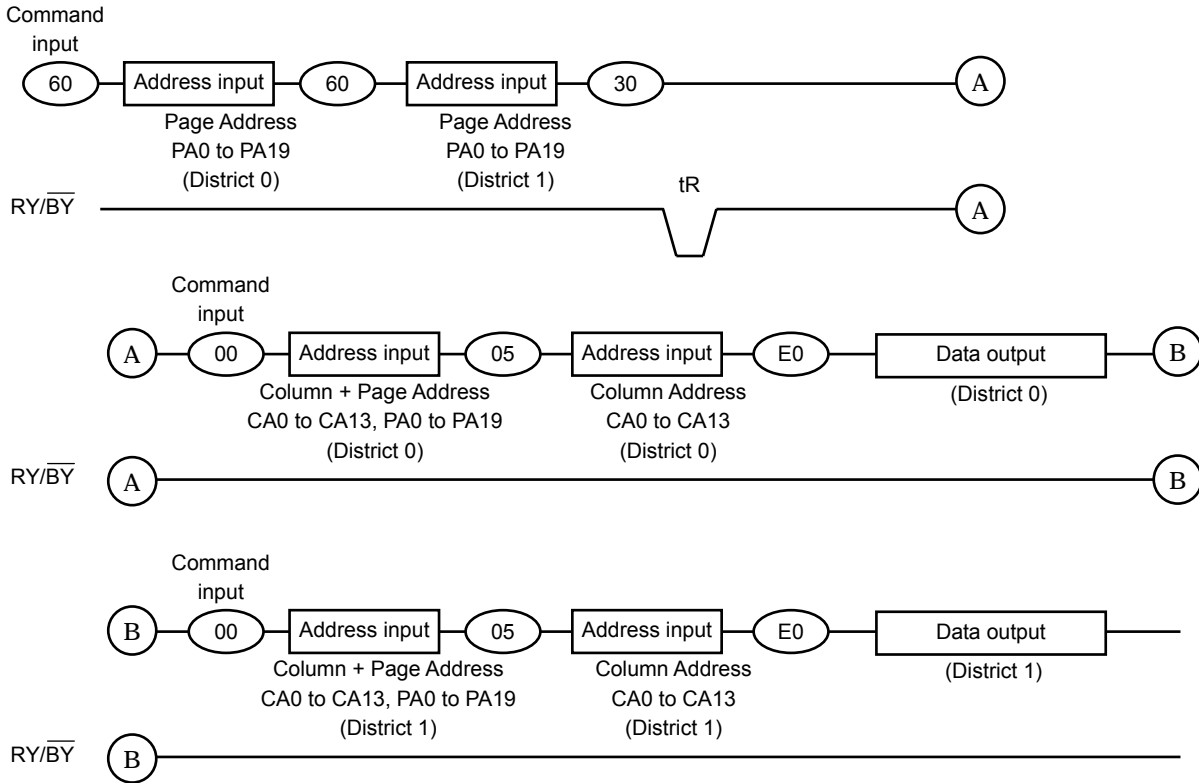 Command
input
60 Address input 60 Address input 30 A
Page Address
PA0 to PA19
(District 0)
Page Address
PA0 to PA19
(District 1)
tR
RY/B̅Y̅ A
Command
input
A 00 Address input 05 Address input E0 Data output B
Column + Page Address
CA0 to CA13, PA0 to PA19
(District 0)
Column Address
CA0 to CA13
(District 0)
(District 0)
RY/B̅Y̅ A B
Command
input
B 00 Address input 05 Address input E0 Data output
Column + Page Address
CA0 to CA13, PA0 to PA19
(District 1)
Column Address
CA0 to CA13
(District 1)
(District 1)
RY/B̅Y̅ B